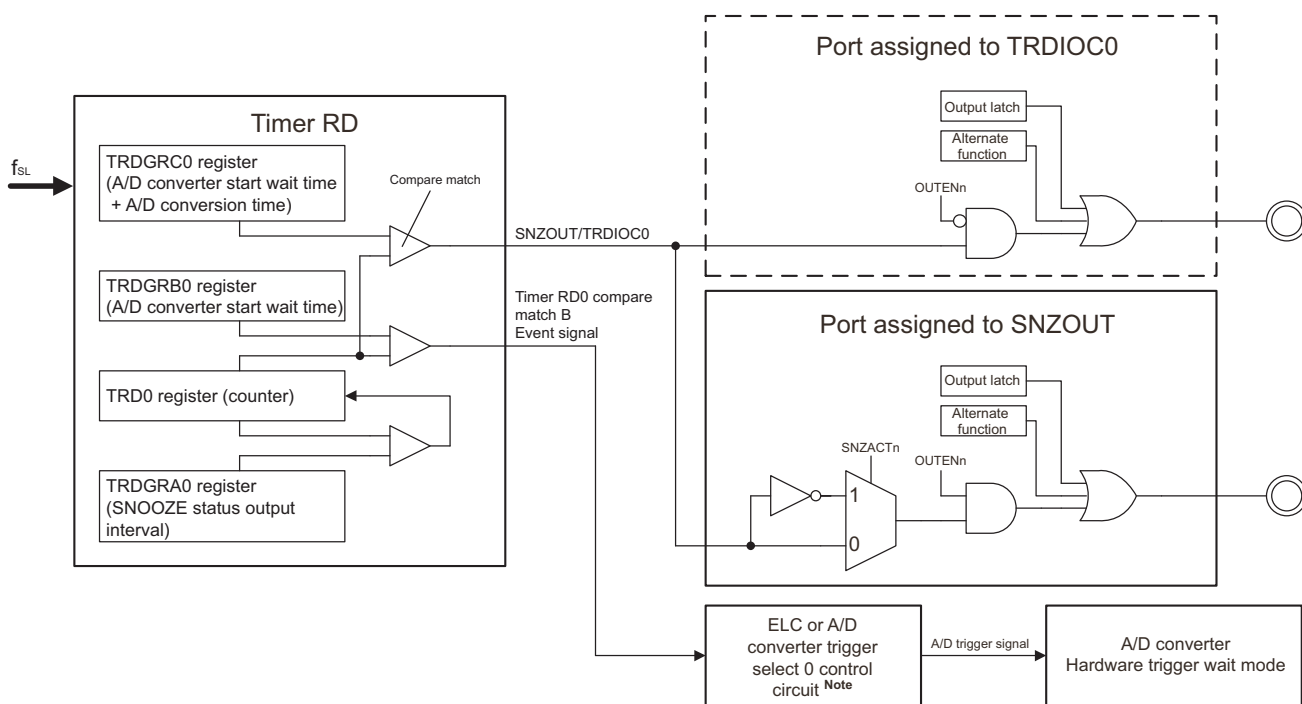 Port assigned to TRDIOC0
Output latch
Alternate
function
OUTENn
Timer RD
fSL
TRDGRC0 register
(A/D converter start wait time
+ A/D conversion time)
Compare match
SNZOUT/TRDIOC0
TRDGRB0 register
(A/D converter start wait time)
Timer RD0 compare
match B
Event signal
TRD0 register (counter)
TRDGRA0 register
(SNOOZE status output
interval)
Port assigned to SNZOUT
Output latch
Alternate
function
SNZACTn
OUTENn
1
0
ELC or A/D
converter trigger
select 0 control
circuit Note
A/D trigger signal
A/D converter
Hardware trigger wait mode